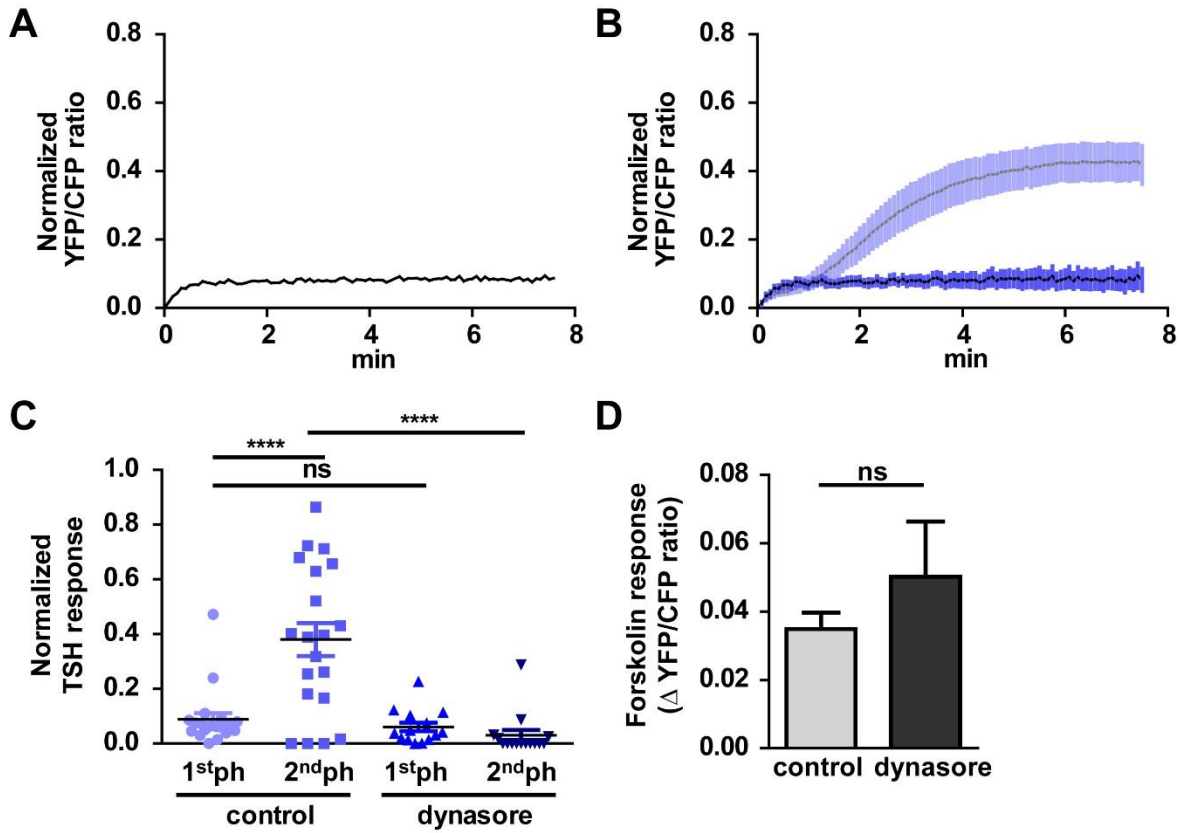 A
Normalized
YFP/CFP ratio
0.8
0.6
0.4
0.2
0.0
0 2 4 6 8
min
B
Normalized
YFP/CFP ratio
0.8
0.6
0.4
0.2
0.0
0 2 4 6 8
min
C
Normalized
TSH response
****
****
ns
1.0
0.8
0.6
0.4
0.2
0.0
1stph 2ndph 1stph 2ndph
control dynasore
D
Forskolin response
(Δ YFP/CFP ratio)
ns
0.08
0.06
0.04
0.02
0.00
control dynasore